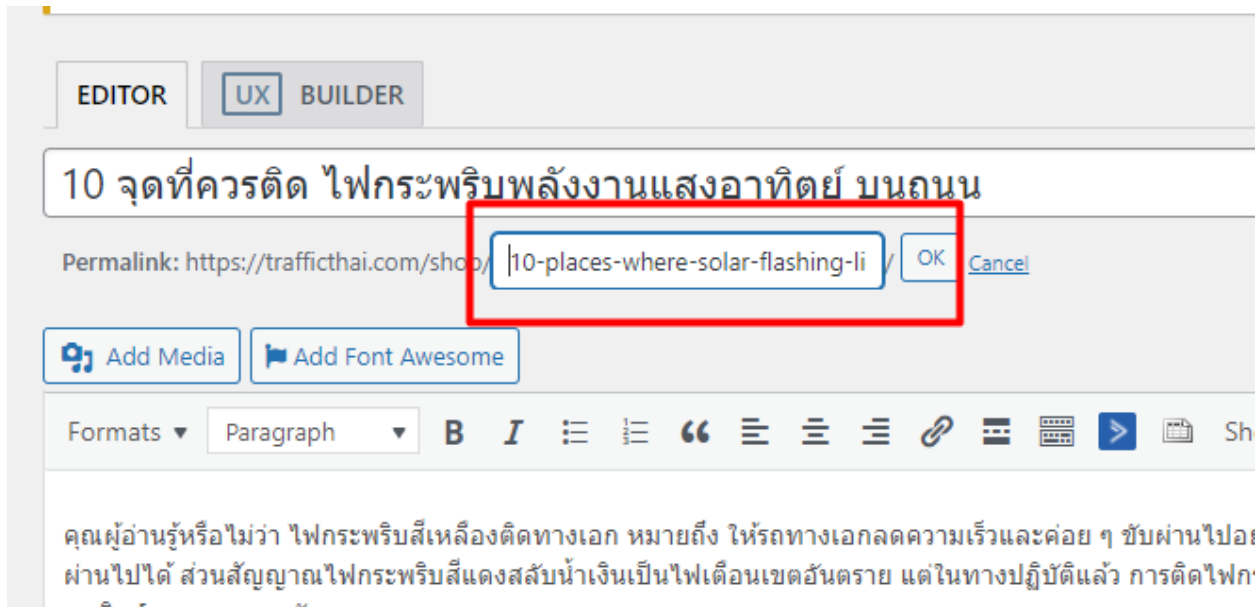 EDITOR UX BUILDER
10 จุดที่ควรติด ไฟกระพริบพลังงานแสงอาทิตย์ บนถนน
Permalink: https://trafficthai.com/shop/ 10-places-where-solar-flashing-li / OK Cancel
Add Media Add Font Awesome
Formats Paragraph B I
คุณผู้อ่านรู้หรือไม่ว่า ไฟกระพริบสีเหลืองติดทางเอก หมายถึง ให้รถทางเอกลดความเร็วและค่อย ๆ ขับผ่านไป
ผ่านไปได้ ส่วนสัญญาณไฟกระพริบสีแดงสลับน้ำเงินเป็นไฟเตือนเขตอันตราย แต่ในทางปฏิบัติแล้ว การติด